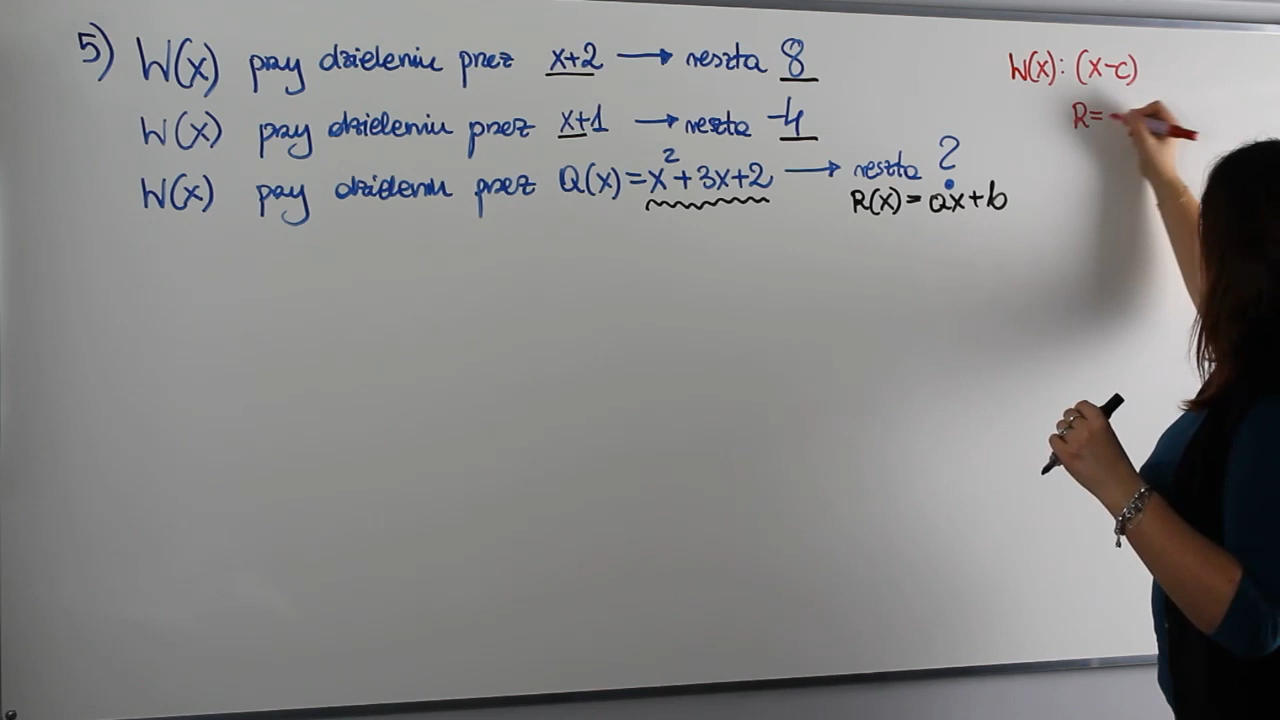 5) W(x) przy dzieleniu przez x+2 → reszta 8
W(x) przy dzieleniu przez x+1 → reszta -4
W(x) przy dzieleniu przez Q(x)=x²+3x+2 → reszta ?
R(x)=ax+b
W(x):(x-c)
R=